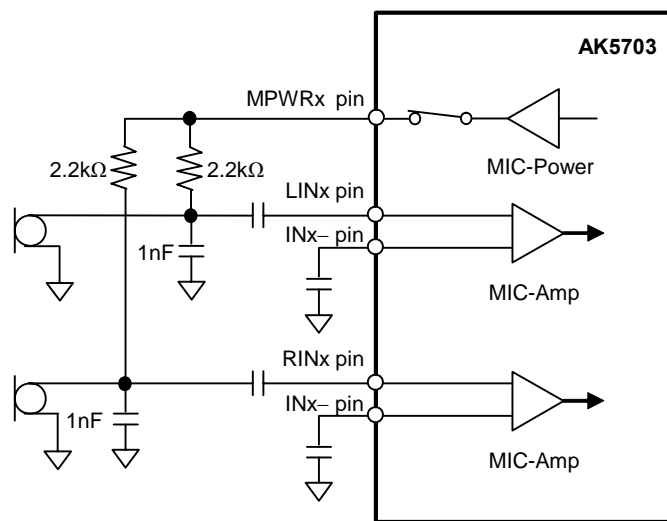 AK5703
MPWRx pin
MIC-Power
2.2kΩ
2.2kΩ
LINx pin
INx− pin
1nF
MIC-Amp
RINx pin
INx− pin
1nF
MIC-Amp